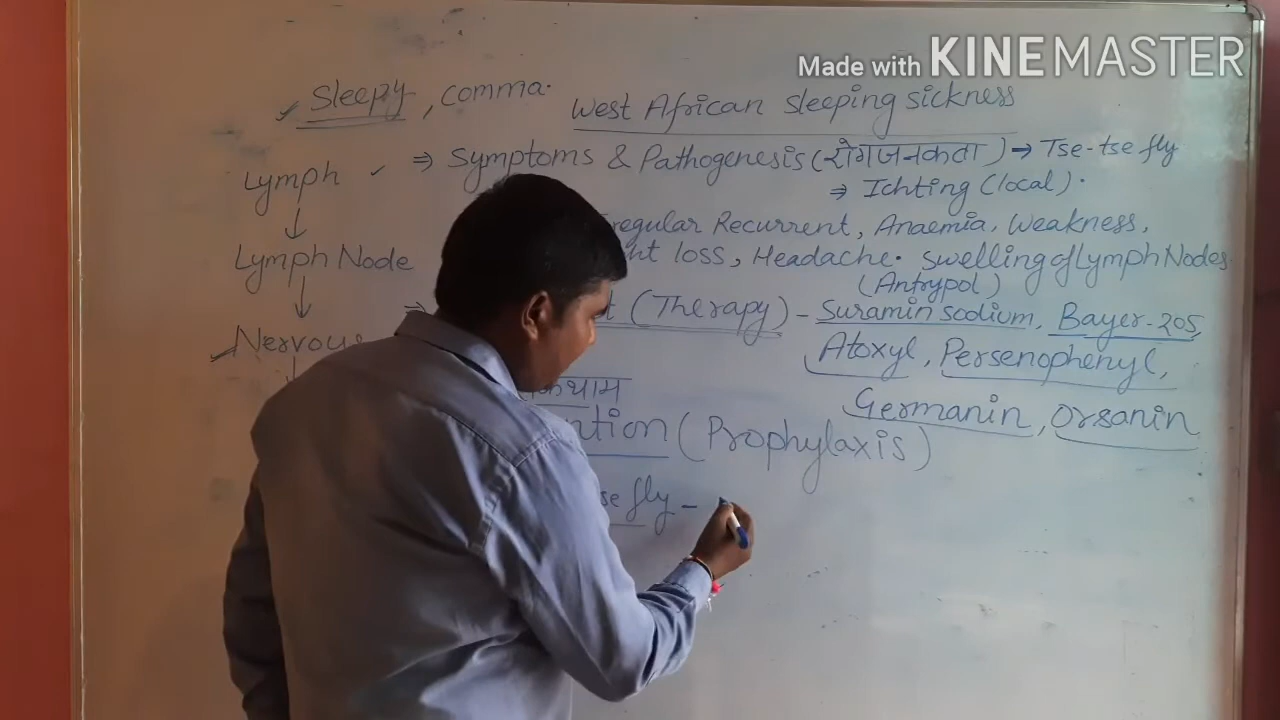 Made with KINEMASTER
Sleepy, comma.
West African sleeping sickness
⇒ Symptoms & Pathogenesis (रोगजनकता) → Tse-tse fly
⇒ Ichting (local).
regular Recurrent, Anaemia, Weakness,
ht loss, Headache. Swelling of Lymph Nodes.
(Antrypol)
(Therapy) - Suramin sodium, Bayer-205,
Atoxyl, Persenophenyl,
Germanin, Orsanin
कथाम
ntion (Prophylaxis)
se fly -
Lymph
↓
Lymph Node
↓
Nervous